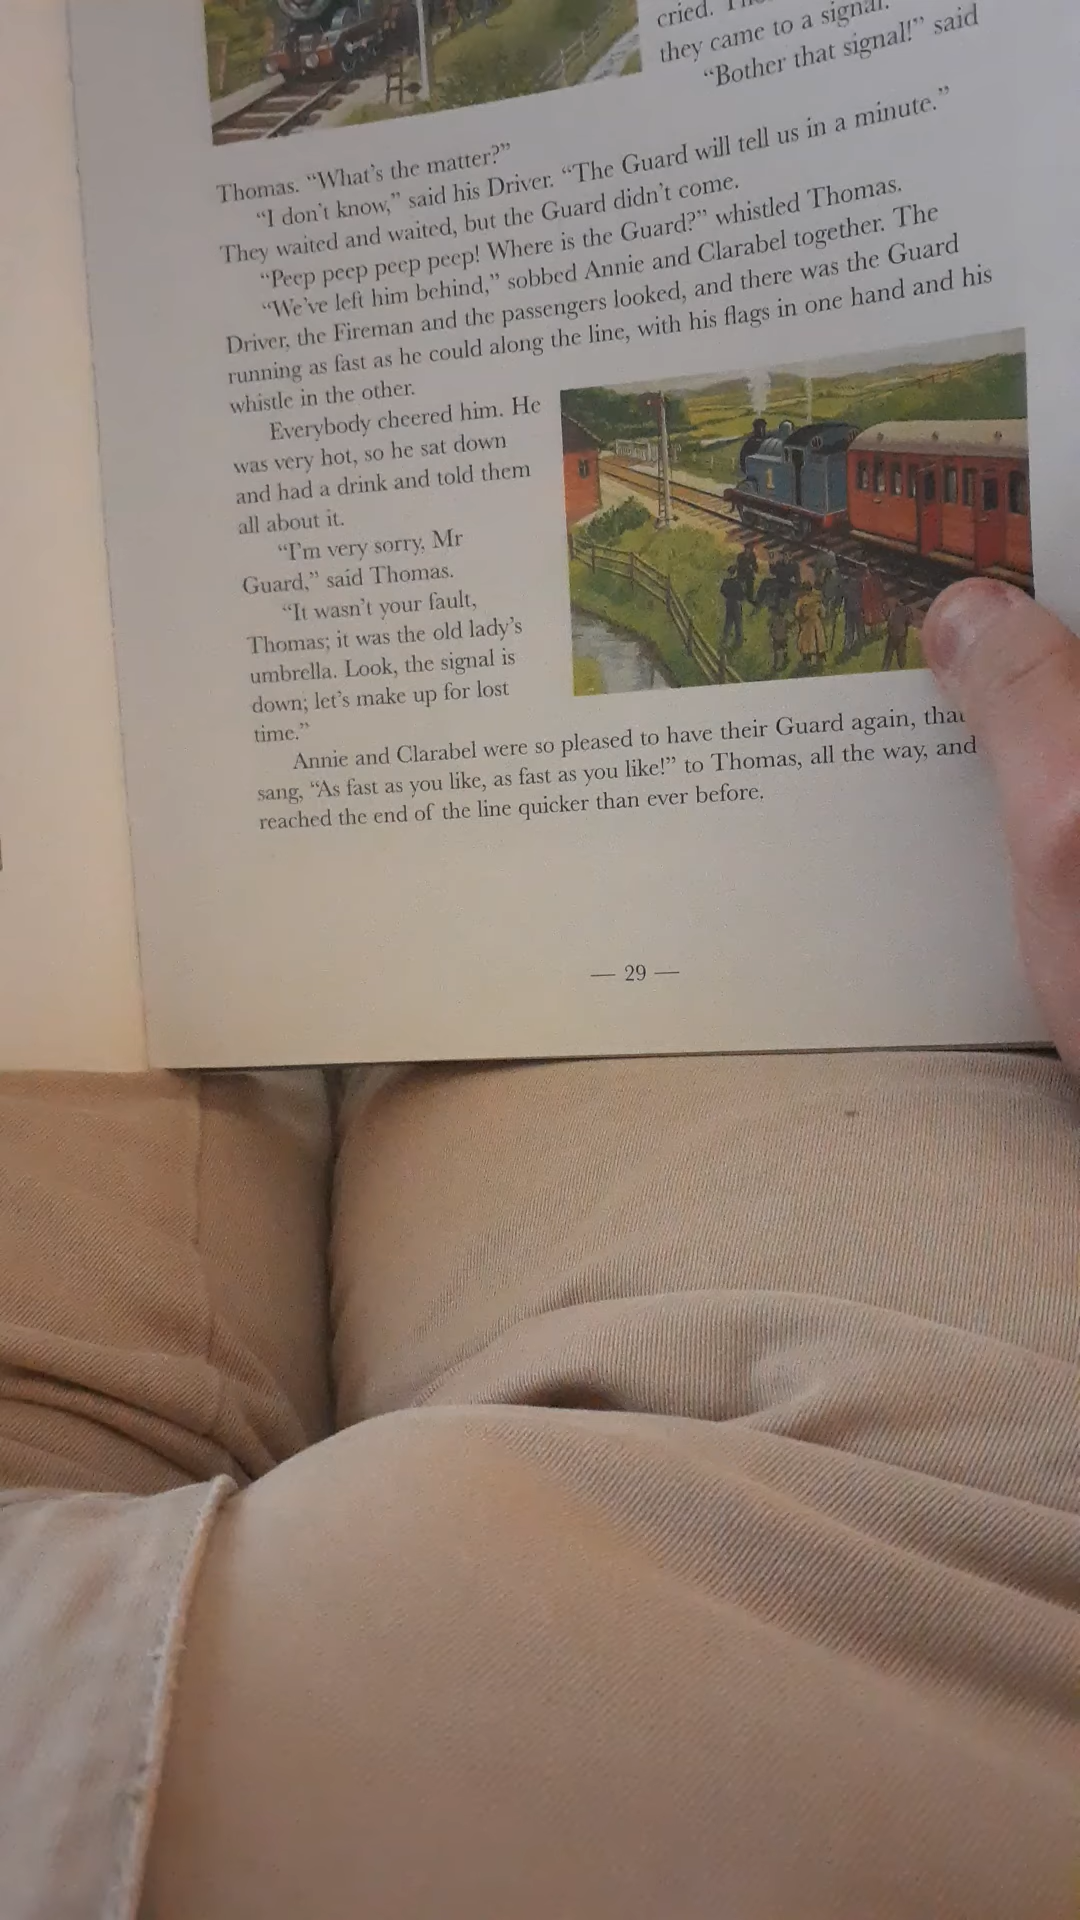 cried.
they came to a signal.
“Bother that signal!” said
Thomas. “What's the matter?”
“I don't know,” said his Driver. “The Guard will tell us in a minute.”
They waited and waited, but the Guard didn't come.
“Peep peep peep peep! Where is the Guard?” whistled Thomas.
“We've left him behind,” sobbed Annie and Clarabel together. The
Driver, the Fireman and the passengers looked, and there was the Guard
running as fast as he could along the line, with his flags in one hand and his
whistle in the other.
Everybody cheered him. He
was very hot, so he sat down
and had a drink and told them
all about it.
“I'm very sorry, Mr
Guard,” said Thomas.
“It wasn't your fault,
Thomas; it was the old lady's
umbrella. Look, the signal is
down; let's make up for lost
time.”
Annie and Clarabel were so pleased to have their Guard again, that
sang, “As fast as you like, as fast as you like!” to Thomas, all the way, and
reached the end of the line quicker than ever before.
1
— 29 —